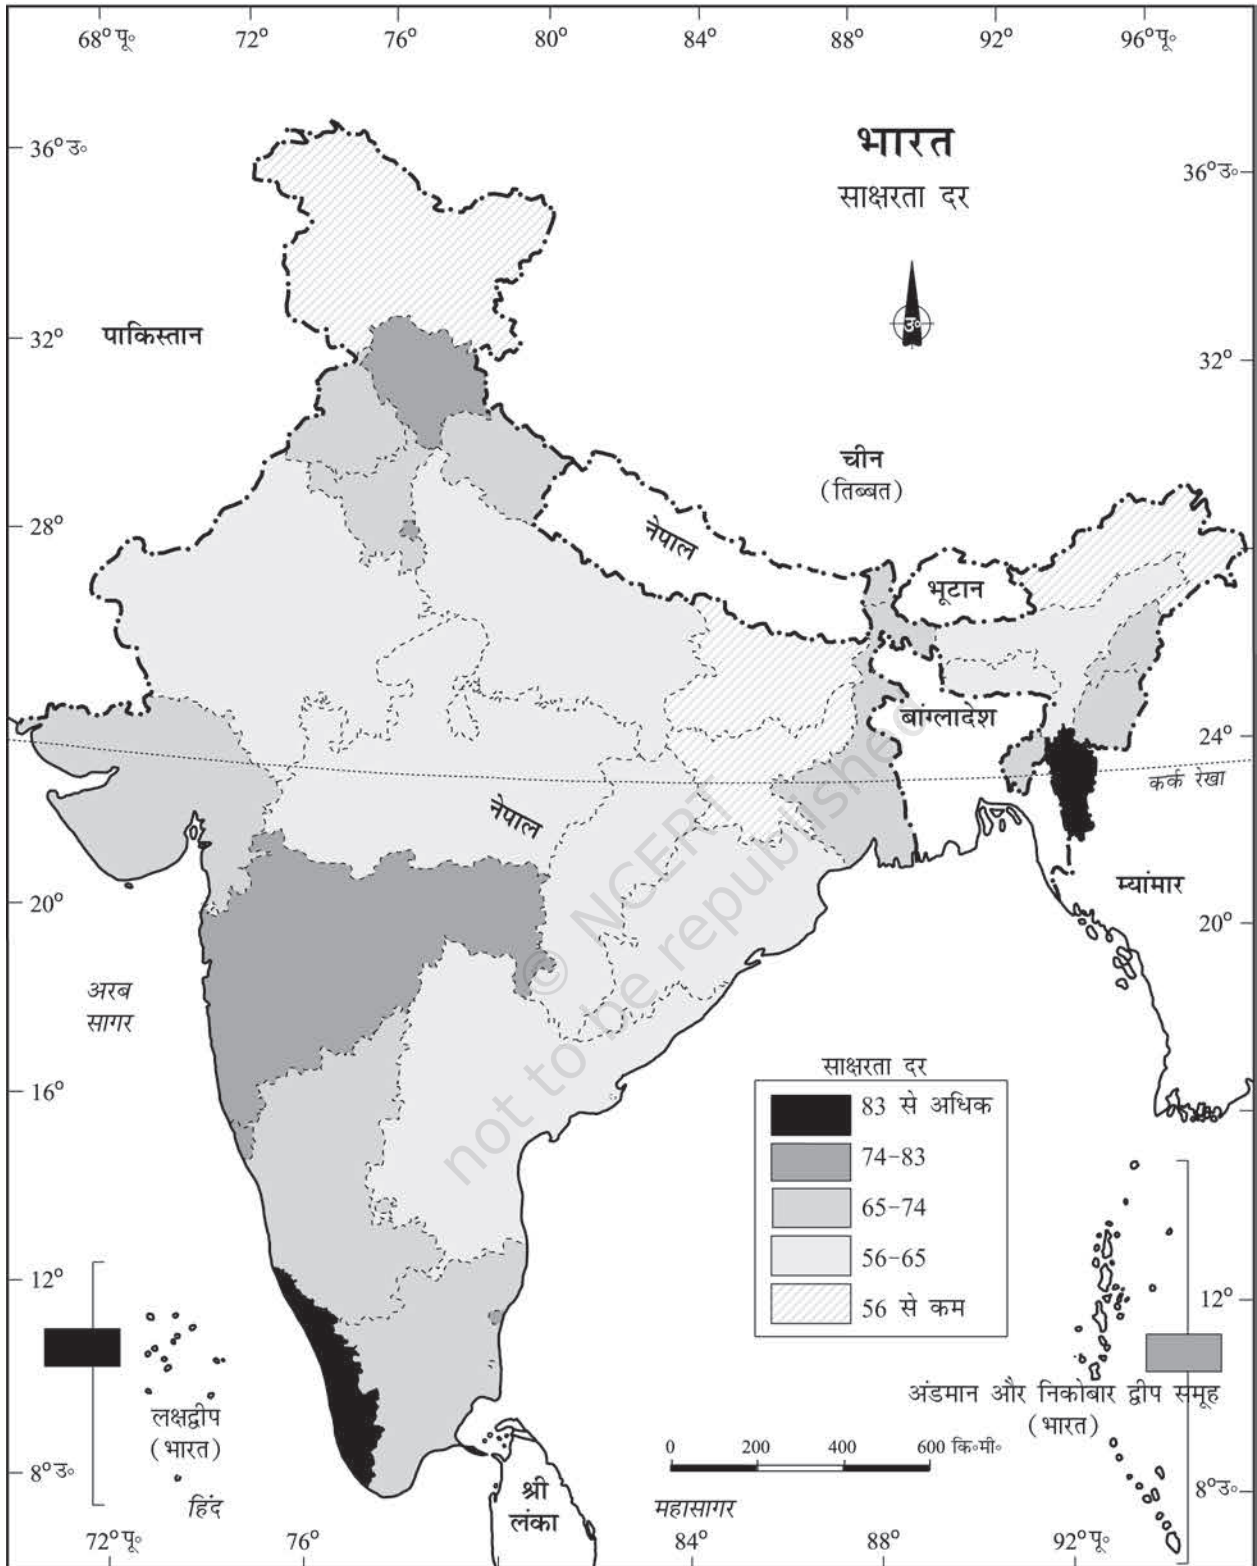 68° पू॰ 72° 76° 80° 84° 88° 92° 96° पू॰
भारत
साक्षरता दर
36° उ॰
36° उ॰
उ॰
पाकिस्तान
32°
32°
चीन
(तिब्बत)
28°
नेपाल
भूटान
बाग्लादेश
24°
कर्क रेखा
नेपाल
म्यांमार
20°
20°
© NCERT
not to be republished
अरब
सागर
16°
साक्षरता दर
83 से अधिक
74-83
65-74
56-65
56 से कम
12°
12°
लक्षद्वीप
(भारत)
अंडमान और निकोबार द्वीप समूह
(भारत)
0 200 400 600 कि॰मी॰
8° उ॰
8° उ॰
हिंद
श्री
लंका
महासागर
72° पू॰ 76° 84° 88° 92° पू॰